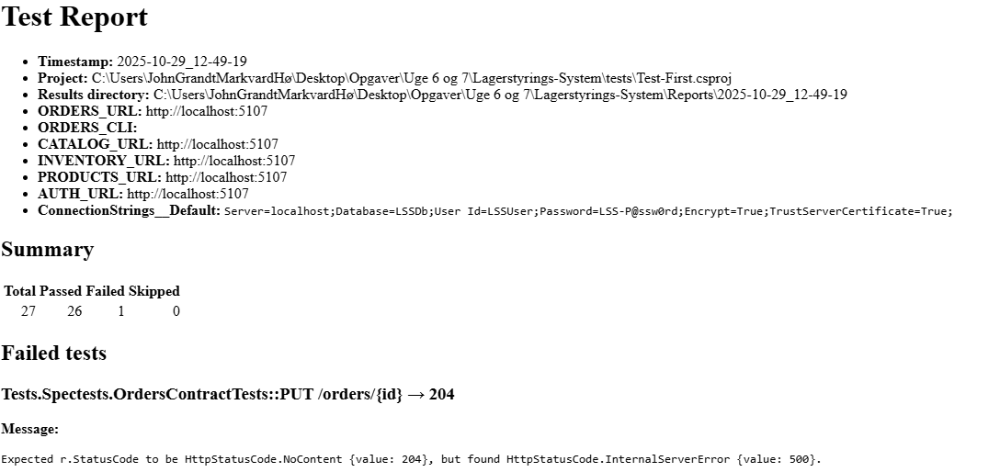 Test Report
Timestamp: 2025-10-29_12-49-19
Project: C:\Users\JohnGrandtMarkvardHø\Desktop\Opgaver\Uge 6 og 7\Lagerstyrings-System\tests\Test-First.csproj
Results directory: C:\Users\JohnGrandtMarkvardHø\Desktop\Opgaver\Uge 6 og 7\Lagerstyrings-System\Reports\2025-10-29_12-49-19
ORDERS_URL: http://localhost:5107
ORDERS_CLI:
CATALOG_URL: http://localhost:5107
INVENTORY_URL: http://localhost:5107
PRODUCTS_URL: http://localhost:5107
AUTH_URL: http://localhost:5107
ConnectionStrings__Default: Server=localhost;Database=LSSDb;User Id=LSSUser;Password=LSS-P@ssw0rd;Encrypt=True;TrustServerCertificate=True;
Summary
Total Passed Failed Skipped
27 26 1 0
Failed tests
Tests.Spectests.OrdersContractTests::PUT /orders/{id} → 204
Message:
Expected r.StatusCode to be HttpStatusCode.NoContent {value: 204}, but found HttpStatusCode.InternalServerError {value: 500}.